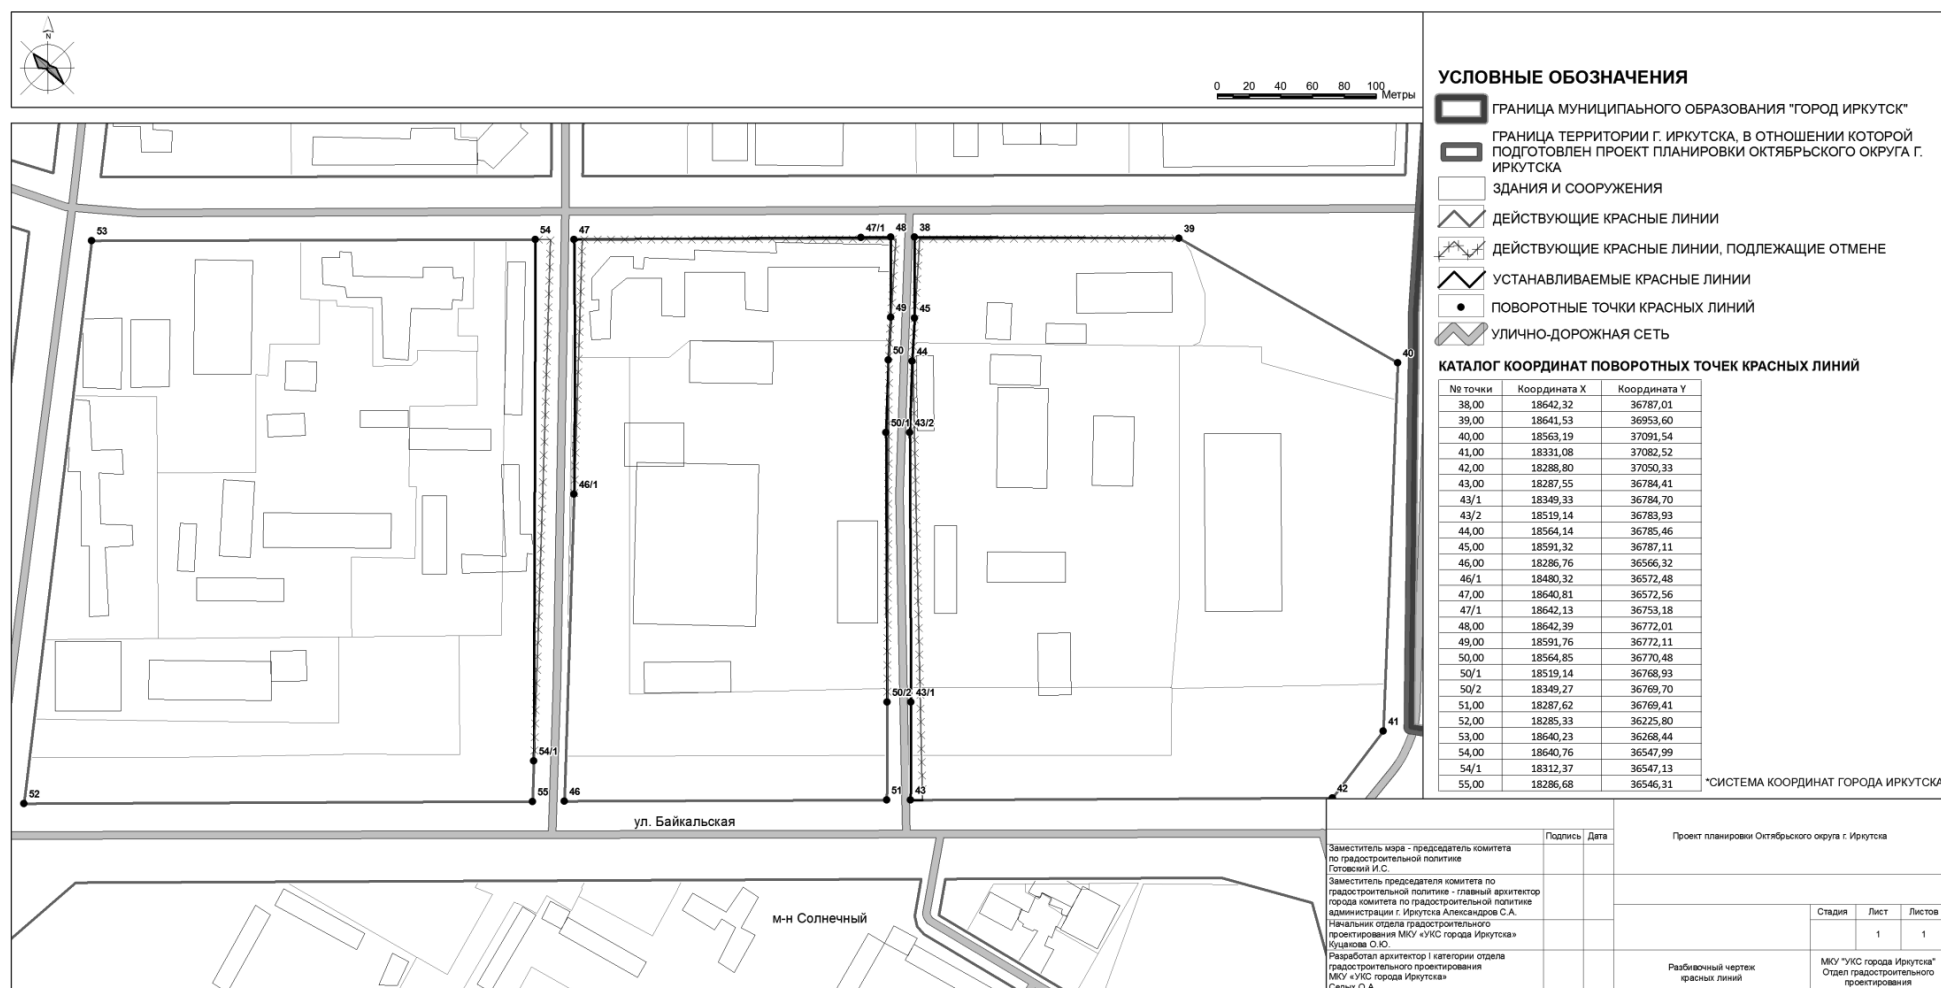 N
0 20 40 60 80 100
Метры
53
54
47
47/1
48
38
39
49
45
50
44
40
50/1
43/2
46/1
50/2
43/1
41
54/1
52
55
46
51
43
42
ул. Байкальская
м-н Солнечный
УСЛОВНЫЕ ОБОЗНАЧЕНИЯ
ГРАНИЦА МУНИЦИПАЬНОГО ОБРАЗОВАНИЯ "ГОРОД ИРКУТСК"
ГРАНИЦА ТЕРРИТОРИИ Г. ИРКУТСКА, В ОТНОШЕНИИ КОТОРОЙ
ПОДГОТОВЛЕН ПРОЕКТ ПЛАНИРОВКИ ОКТЯБРЬСКОГО ОКРУГА Г.
ИРКУТСКА
ЗДАНИЯ И СООРУЖЕНИЯ
ДЕЙСТВУЮЩИЕ КРАСНЫЕ ЛИНИИ
ДЕЙСТВУЮЩИЕ КРАСНЫЕ ЛИНИИ, ПОДЛЕЖАЩИЕ ОТМЕНЕ
УСТАНАВЛИВАЕМЫЕ КРАСНЫЕ ЛИНИИ
ПОВОРОТНЫЕ ТОЧКИ КРАСНЫХ ЛИНИЙ
УЛИЧНО-ДОРОЖНАЯ СЕТЬ
КАТАЛОГ КООРДИНАТ ПОВОРОТНЫХ ТОЧЕК КРАСНЫХ ЛИНИЙ
№ точки Координата X Координата Y
38,00 18642,32 36787,01
39,00 18641,53 36953,60
40,00 18563,19 37091,54
41,00 18331,08 37082,52
42,00 18288,80 37050,33
43,00 18287,55 36784,41
43/1 18349,33 36784,70
43/2 18519,14 36783,93
44,00 18564,14 36785,46
45,00 18591,32 36787,11
46,00 18286,76 36566,32
46/1 18480,32 36572,48
47,00 18640,81 36572,56
47/1 18642,13 36753,18
48,00 18642,39 36772,01
49,00 18591,76 36772,11
50,00 18564,85 36770,48
50/1 18519,14 36768,93
50/2 18349,27 36769,70
51,00 18287,62 36769,41
52,00 18285,33 36225,80
53,00 18640,23 36268,44
54,00 18640,76 36547,99
54/1 18312,37 36547,13
55,00 18286,68 36546,31
*СИСТЕМА КООРДИНАТ ГОРОДА ИРКУТСКА
Подпись Дата
Проект планировки Октябрьского округа г. Иркутска
Заместитель мэра - председатель комитета
по градостроительной политике
Готовский И.С.
Заместитель председателя комитета по
градостроительной политике - главный архитектор
города комитета по градостроительной политике
администрации г. Иркутска Александров С.А.
Начальник отдела градостроительного
проектирования МКУ «УКС города Иркутска»
Куцакова О.Ю.
Разработал архитектор I категории отдела
градостроительного проектирования
МКУ «УКС города Иркутска»
Седых О.А.
Стадия Лист Листов
1 1
Разбивочный чертеж
красных линий
МКУ "УКС города Иркутска"
Отдел градостроительного
проектирования